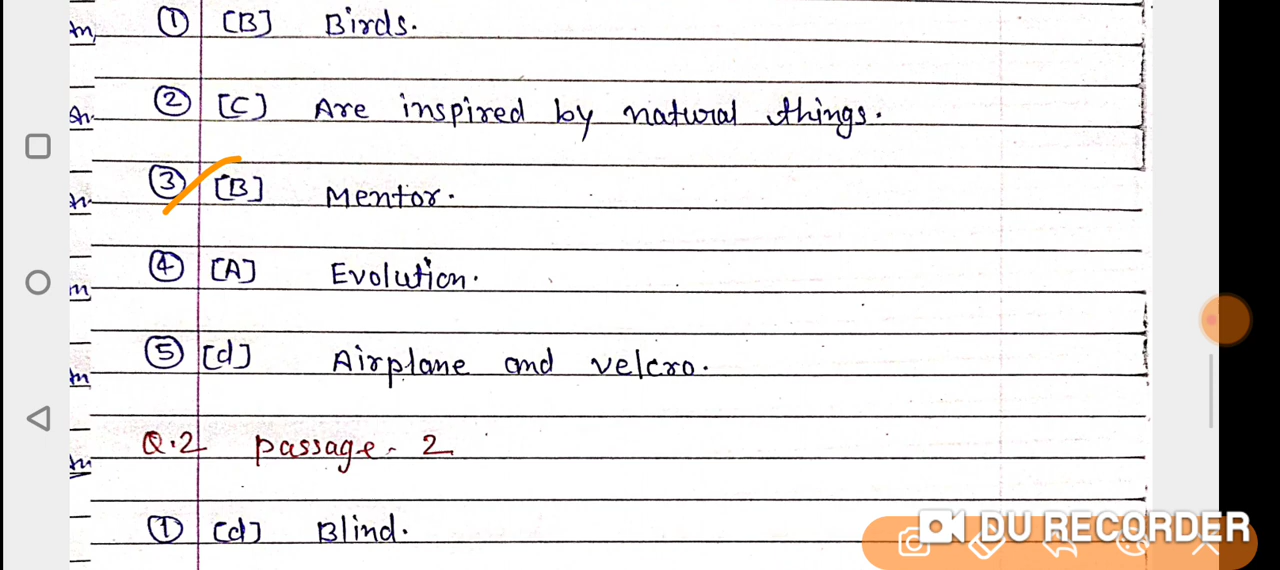 ① [B] Birds.
② [C] Are inspired by natural things.
③ [B] Mentor.
④ [A] Evolution.
⑤ [d] Airplane and velcro.
Q.2 Passage - 2
① [d] Blind.
DU RECORDER